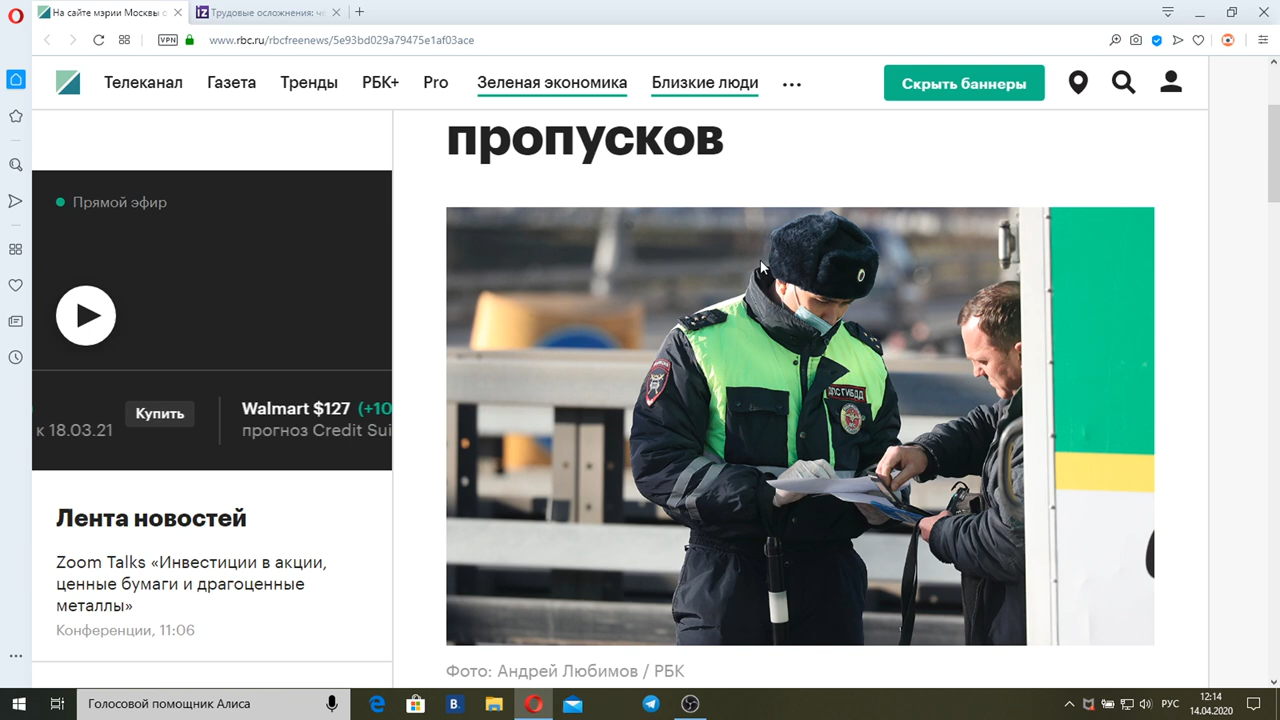 На сайте мэрии Москвы
Трудовые осложнения:
VPN
www.rbc.ru/rbcfreenews/5e93bd029a79475e1af03ace
Телеканал Газета Тренды РБК+ Pro Зеленая экономика Близкие люди ... Скрыть баннеры
пропусков
Прямой эфир
ДПС ГИБДД
Купить
Walmart $127 (+10
к 18.03.21
прогноз Credit Sui
Лента новостей
Zoom Talks «Инвестиции в акции,
ценные бумаги и драгоценные
металлы»
Конференции, 11:06
Фото: Андрей Любимов / РБК
Голосовой помощник Алиса
РУС
12:14
14.04.2020